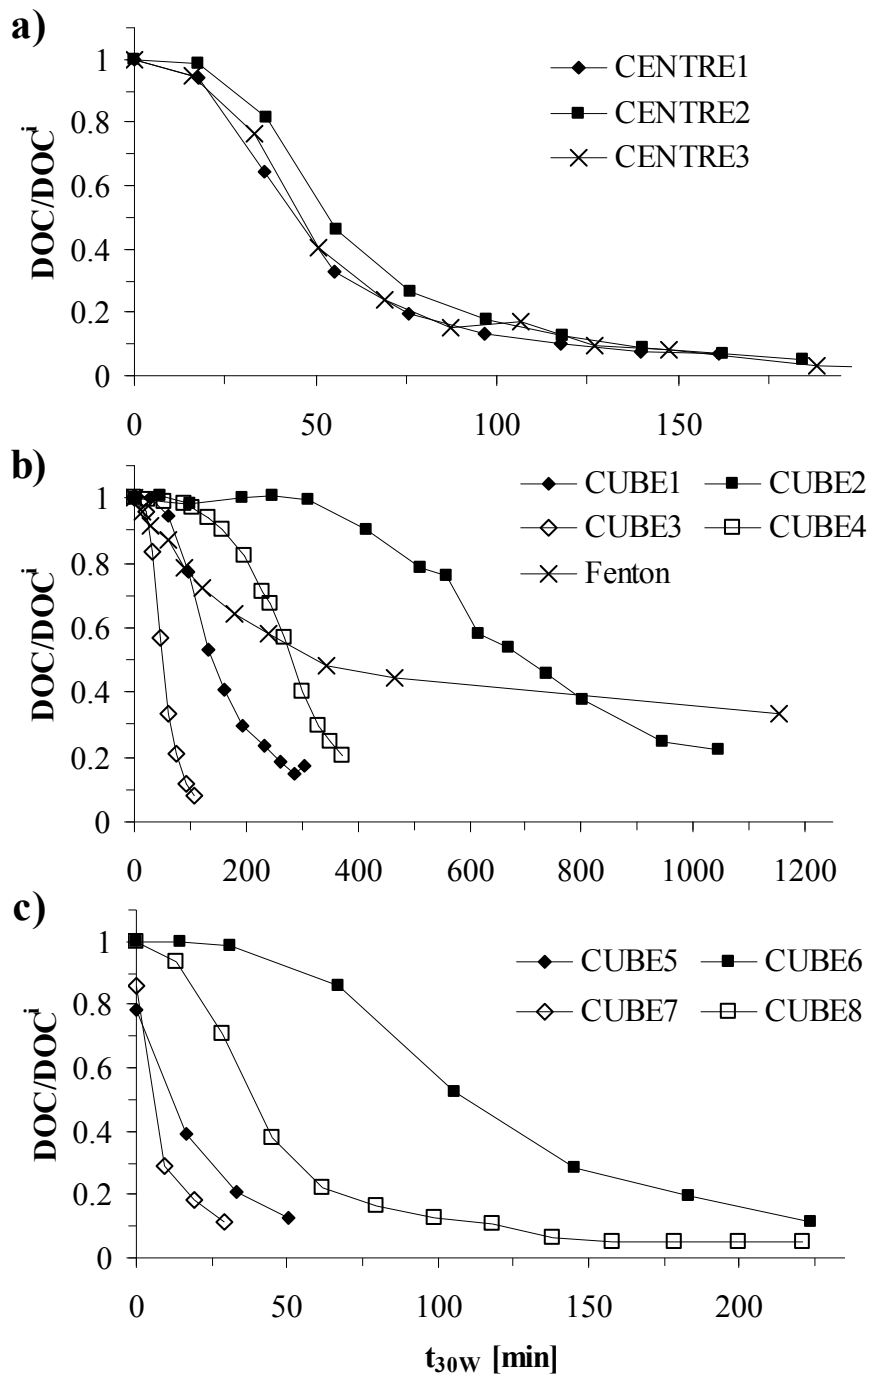 a)
DOC/DOCⁱ
1
0.8
0.6
0.4
0.2
0
0 50 100 150
CENTRE1
CENTRE2
CENTRE3
b)
DOC/DOCⁱ
1
0.8
0.6
0.4
0.2
0
0 200 400 600 800 1000 1200
CUBE1 CUBE2
CUBE3 CUBE4
Fenton
c)
DOC/DOCⁱ
1
0.8
0.6
0.4
0.2
0
0 50 100 150 200
CUBE5 CUBE6
CUBE7 CUBE8
t30W [min]